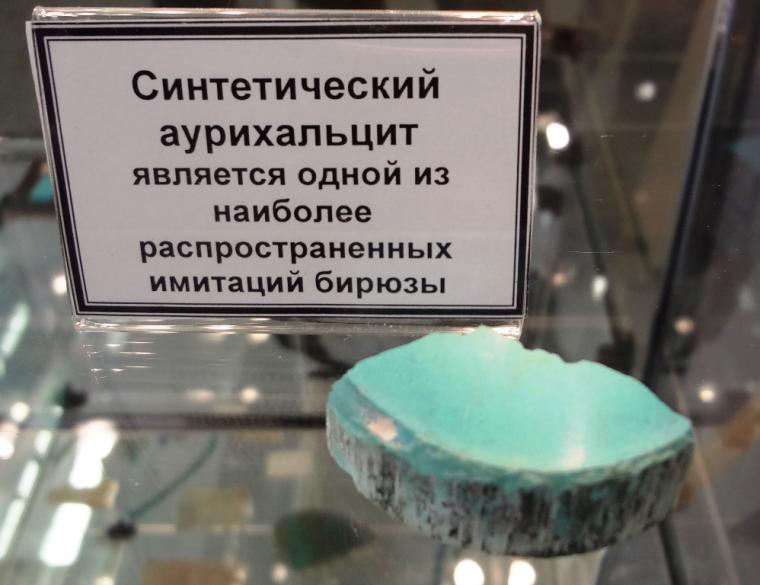 Синтетический
аурихальцит
является одной из
наиболее
распространенных
имитаций бирюзы